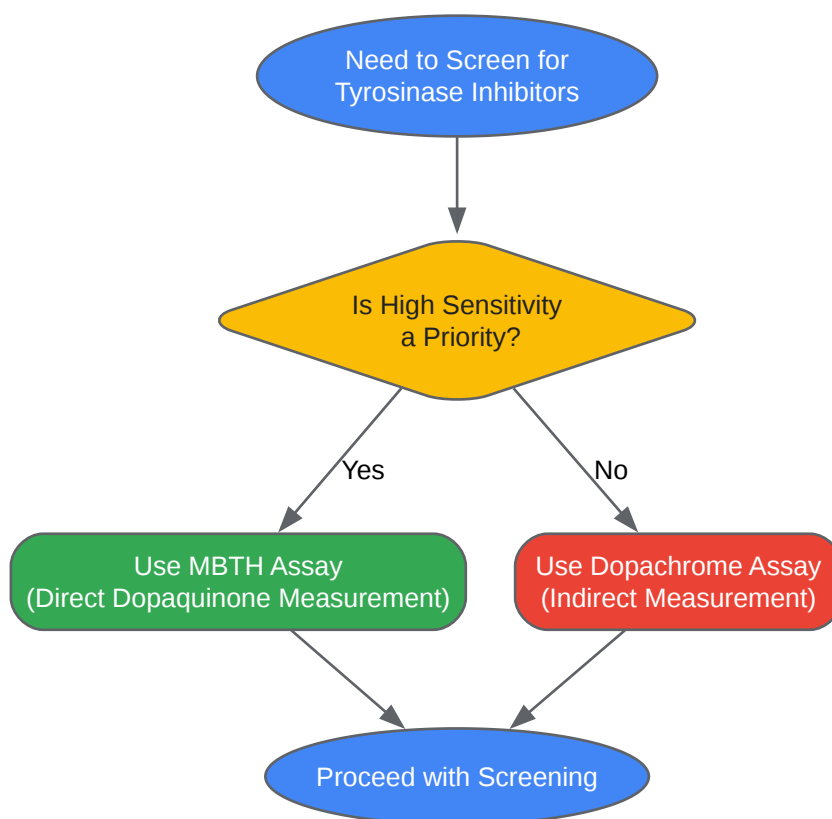 Need to Screen for
Tyrosinase Inhibitors
Is High Sensitivity
a Priority?
Yes
No
Use MBTH Assay
(Direct Dopaquinone Measurement)
Use Dopachrome Assay
(Indirect Measurement)
Proceed with Screening